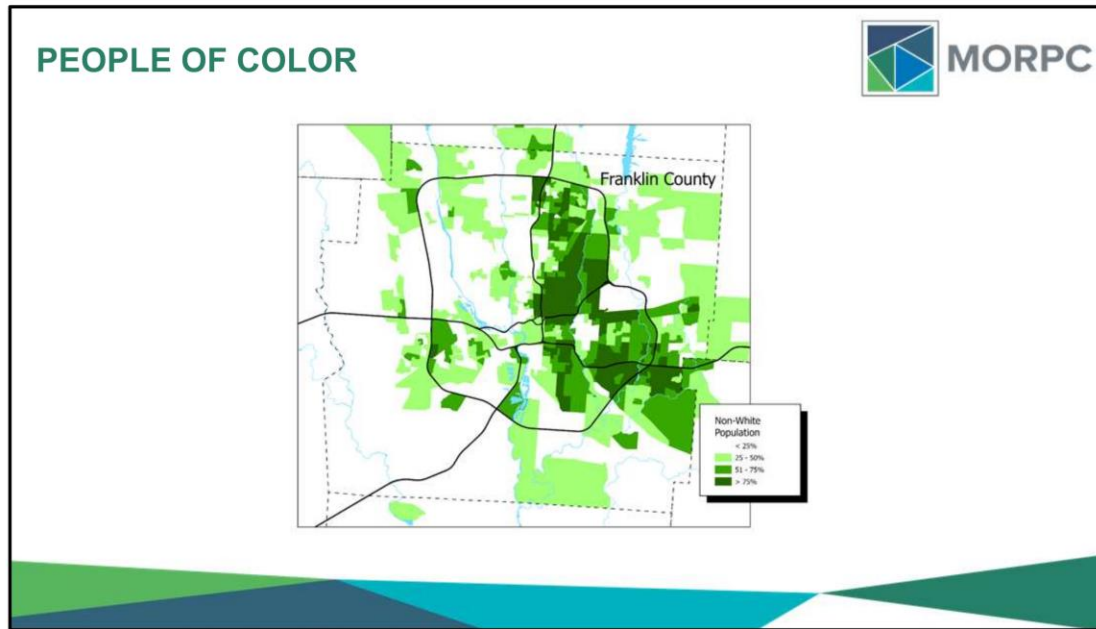 PEOPLE OF COLOR
MORPC
Franklin County
Non-White
Population
< 25%
25 - 50%
51 - 75%
> 75%